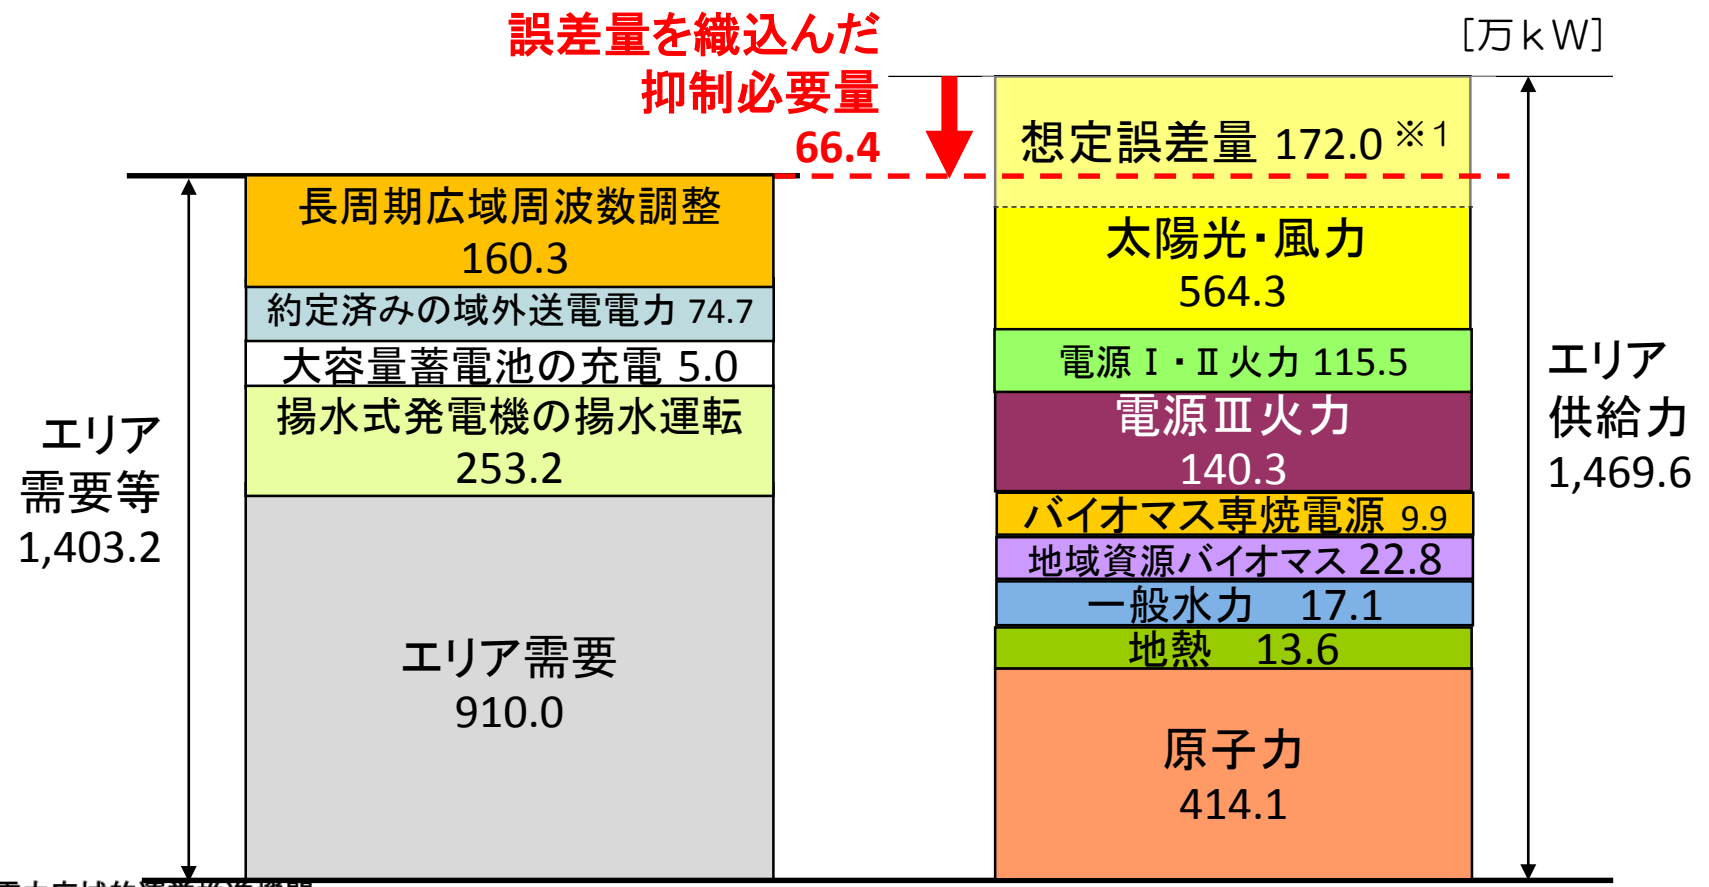 誤差量を織込んだ
抑制必要量
66.4
[万ｋＷ]
長周期広域周波数調整
160.3
約定済みの域外送電電力 74.7
大容量蓄電池の充電 5.0
揚水式発電機の揚水運転
253.2
エリア需要
910.0
エリア
需要等
1,403.2
想定誤差量 172.0 ※1
太陽光・風力
564.3
電源Ⅰ・Ⅱ火力 115.5
電源Ⅲ火力
140.3
バイオマス専焼電源 9.9
地域資源バイオマス 22.8
一般水力　17.1
地熱　13.6
原子力
414.1
エリア
供給力
1,469.6